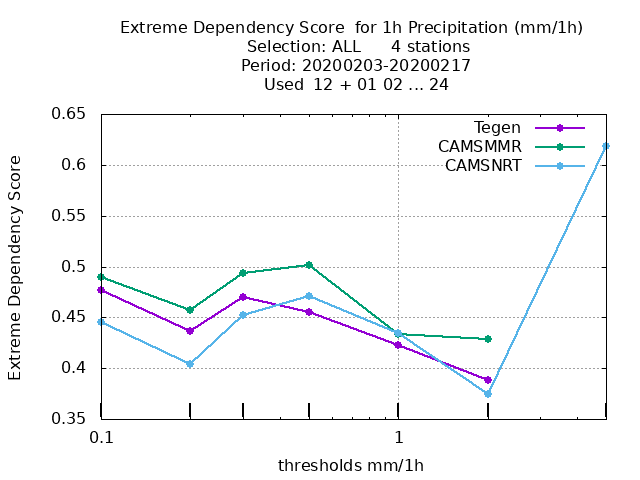 Extreme Dependency Score  for 1h Precipitation (mm/1h)
Selection: ALL      4 stations
Period: 20200203-20200217
Used  12 + 01 02 ... 24
Extreme Dependency Score
0.65
0.6
0.55
0.5
0.45
0.4
0.35
Tegen
CAMSMMR
CAMSNRT
0.1
1
thresholds mm/1h